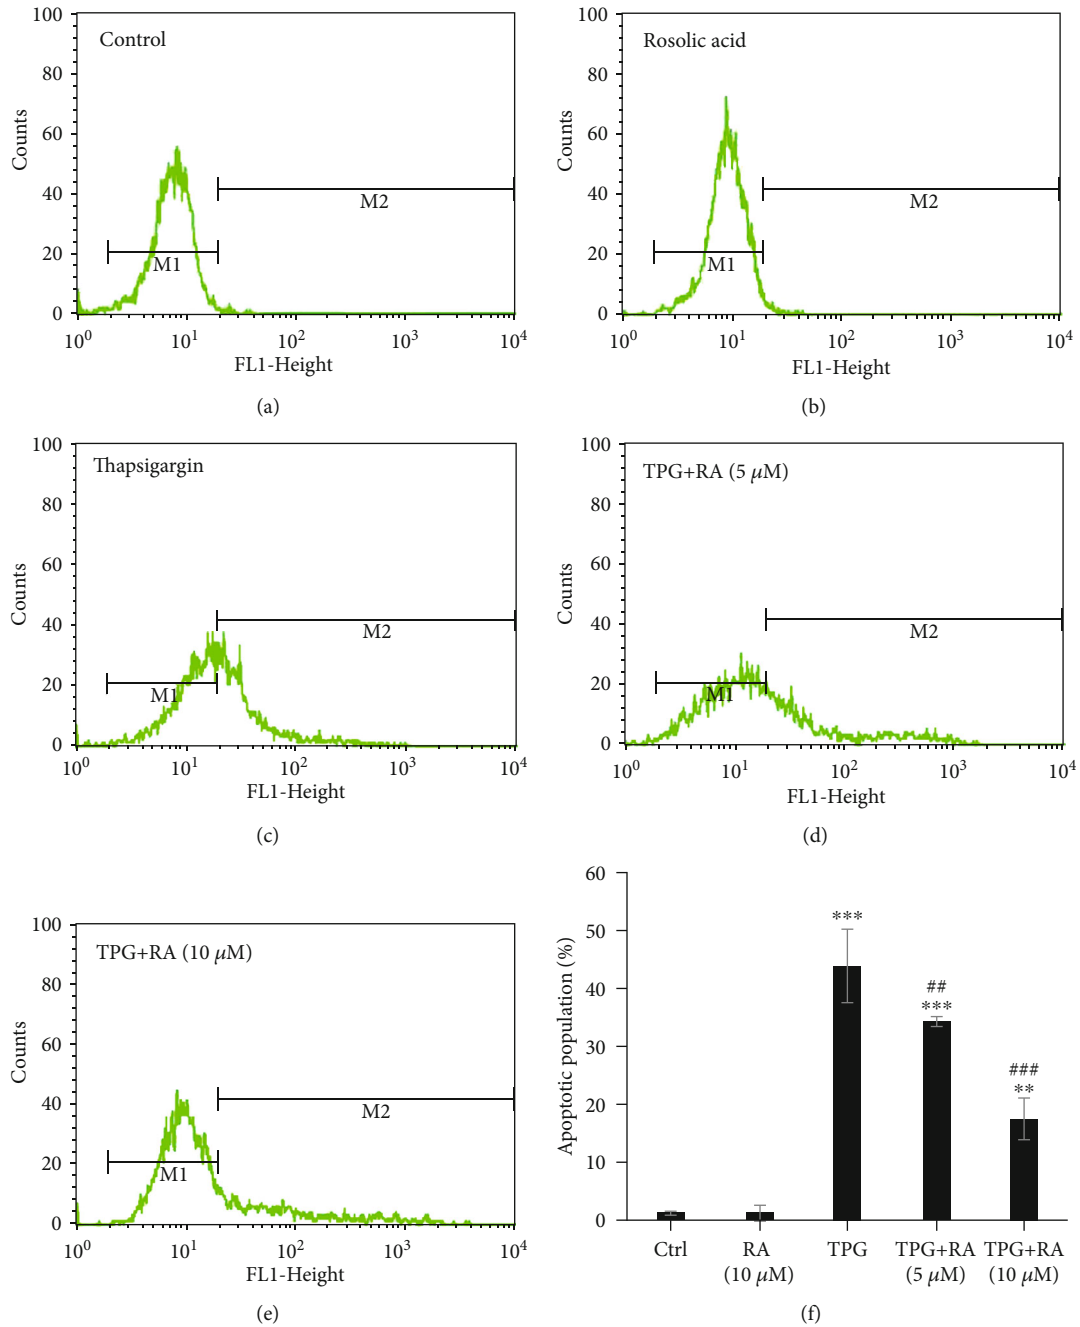 100
80
60
40
20
0
Counts
Control
M1
M2
10^0 10^1 10^2 10^3 10^4
FL1-Height
(a)
100
80
60
40
20
0
Counts
Rosolic acid
M1
M2
10^0 10^1 10^2 10^3 10^4
FL1-Height
(b)
100
80
60
40
20
0
Counts
Thapsigargin
M1
M2
10^0 10^1 10^2 10^3 10^4
FL1-Height
(c)
100
80
60
40
20
0
Counts
TPG+RA (5 μM)
M1
M2
10^0 10^1 10^2 10^3 10^4
FL1-Height
(d)
100
80
60
40
20
0
Counts
TPG+RA (10 μM)
M1
M2
10^0 10^1 10^2 10^3 10^4
FL1-Height
(e)
60
50
40
30
20
10
0
Apoptotic population (%)
***
##
***
###
**
Ctrl
RA
(10 μM)
TPG
TPG+RA
(5 μM)
TPG+RA
(10 μM)
(f)